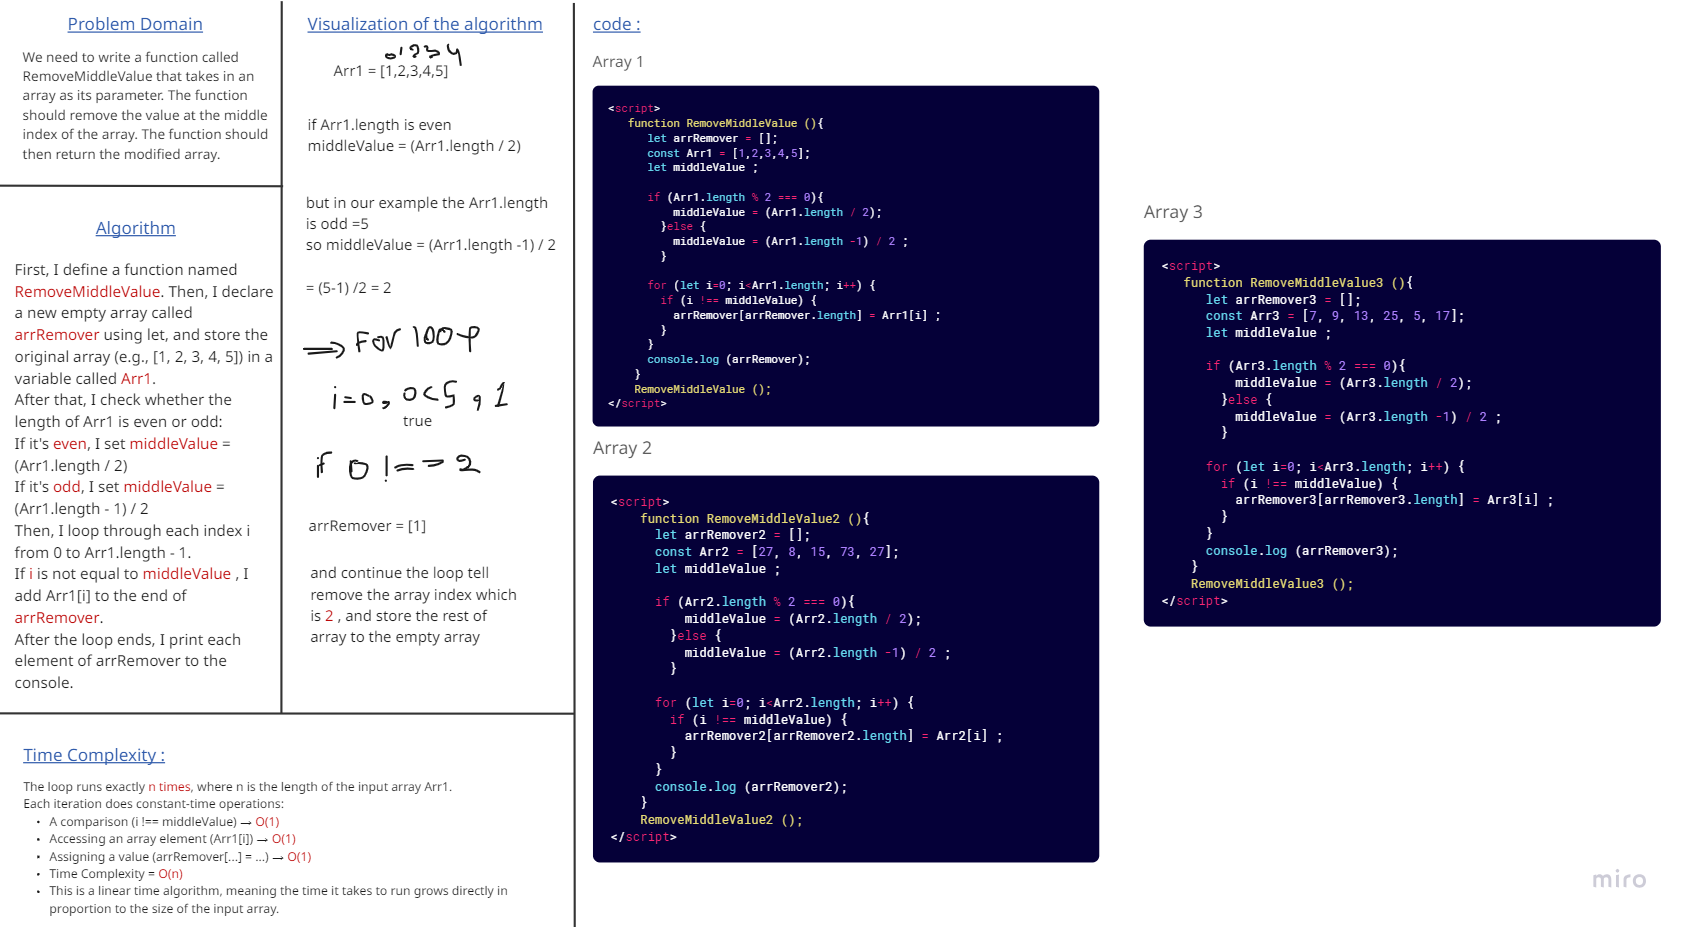 Problem Domain
We need to write a function called
RemoveMiddleValue that takes in an
array as its parameter. The function
should remove the value at the middle
index of the array. The function should
then return the modified array.
Algorithm
First, I define a function named
RemoveMiddleValue. Then, I declare
a new empty array called
arrRemover using let, and store the
original array (e.g., [1, 2, 3, 4, 5]) in a
variable called Arr1.
After that, I check whether the
length of Arr1 is even or odd:
If it's even, I set middleValue =
(Arr1.length / 2)
If it's odd, I set middleValue =
(Arr1.length - 1) / 2
Then, I loop through each index i
from 0 to Arr1.length - 1.
If i is not equal to middleValue , I
add Arr1[i] to the end of
arrRemover.
After the loop ends, I print each
element of arrRemover to the
console.
Visualization of the algorithm
0 1 2 3 4
Arr1 = [1,2,3,4,5]
if Arr1.length is even
middleValue = (Arr1.length / 2)
but in our example the Arr1.length
is odd =5
so middleValue = (Arr1.length -1) / 2
= (5-1) /2 = 2
⇒ For loop
i=0, 0<5, 1
true
if 0 !== 2
arrRemover = [1]
and continue the loop tell
remove the array index which
is 2 , and store the rest of
array to the empty array
Time Complexity :
The loop runs exactly n times, where n is the length of the input array Arr1.
Each iteration does constant-time operations:
• A comparison (i !== middleValue) → O(1)
• Accessing an array element (Arr1[i]) → O(1)
• Assigning a value (arrRemover[...] = ...) → O(1)
• Time Complexity = O(n)
• This is a linear time algorithm, meaning the time it takes to run grows directly in
proportion to the size of the input array.
code :
Array 1
<script>
function RemoveMiddleValue (){
let arrRemover = [];
const Arr1 = [1,2,3,4,5];
let middleValue ;
if (Arr1.length % 2 === 0){
middleValue = (Arr1.length / 2);
}else {
middleValue = (Arr1.length -1) / 2 ;
}
for (let i=0; i<Arr1.length; i++) {
if (i !== middleValue) {
arrRemover[arrRemover.length] = Arr1[i] ;
}
}
console.log (arrRemover);
}
RemoveMiddleValue ();
</script>
Array 2
<script>
function RemoveMiddleValue2 (){
let arrRemover2 = [];
const Arr2 = [27, 8, 15, 73, 27];
let middleValue ;
if (Arr2.length % 2 === 0){
middleValue = (Arr2.length / 2);
}else {
middleValue = (Arr2.length -1) / 2 ;
}
for (let i=0; i<Arr2.length; i++) {
if (i !== middleValue) {
arrRemover2[arrRemover2.length] = Arr2[i] ;
}
}
console.log (arrRemover2);
}
RemoveMiddleValue2 ();
</script>
Array 3
<script>
function RemoveMiddleValue3 (){
let arrRemover3 = [];
const Arr3 = [7, 9, 13, 25, 5, 17];
let middleValue ;
if (Arr3.length % 2 === 0){
middleValue = (Arr3.length / 2);
}else {
middleValue = (Arr3.length -1) / 2 ;
}
for (let i=0; i<Arr3.length; i++) {
if (i !== middleValue) {
arrRemover3[arrRemover3.length] = Arr3[i] ;
}
}
console.log (arrRemover3);
}
RemoveMiddleValue3 ();
</script>
miro